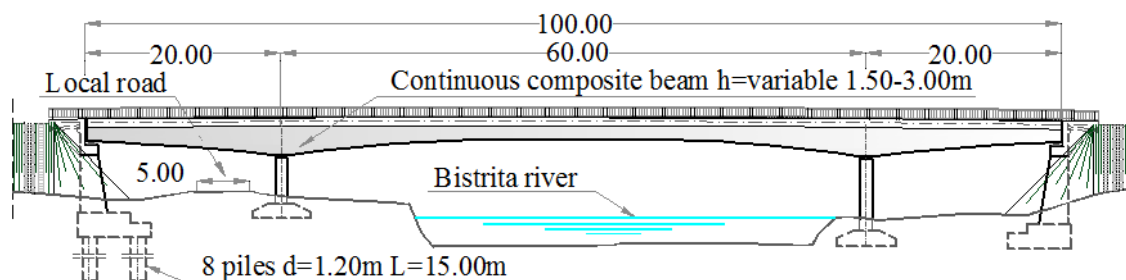 100.00
20.00
60.00
20.00
Local road
Continuous composite beam h=variable 1.50-3.00m
5.00
Bistrita river
8 piles d=1.20m L=15.00m